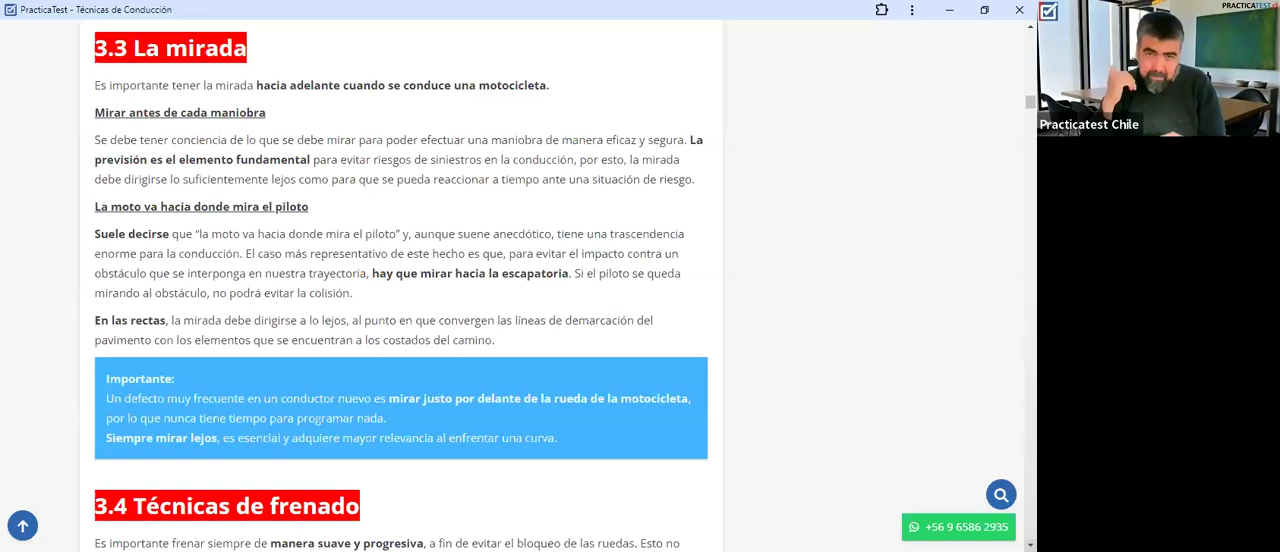 PracticaTest - Técnicas de Conducción
PRACTICATEST
Practicatest Chile
3.3 La mirada
Es importante tener la mirada hacia adelante cuando se conduce una motocicleta.
Mirar antes de cada maniobra
Se debe tener conciencia de lo que se debe mirar para poder efectuar una maniobra de manera eficaz y segura. La
previsión es el elemento fundamental para evitar riesgos de siniestros en la conducción, por esto, la mirada
debe dirigirse lo suficientemente lejos como para que se pueda reaccionar a tiempo ante una situación de riesgo.
La moto va hacia donde mira el piloto
Suele decirse que “la moto va hacia donde mira el piloto” y, aunque suene anecdótico, tiene una trascendencia
enorme para la conducción. El caso más representativo de este hecho es que, para evitar el impacto contra un
obstáculo que se interponga en nuestra trayectoria, hay que mirar hacia la escapatoria. Si el piloto se queda
mirando al obstáculo, no podrá evitar la colisión.
En las rectas, la mirada debe dirigirse a lo lejos, al punto en que convergen las líneas de demarcación del
pavimento con los elementos que se encuentran a los costados del camino.
Importante:
Un defecto muy frecuente en un conductor nuevo es mirar justo por delante de la rueda de la motocicleta,
por lo que nunca tiene tiempo para programar nada.
Siempre mirar lejos, es esencial y adquiere mayor relevancia al enfrentar una curva.
3.4 Técnicas de frenado
Es importante frenar siempre de manera suave y progresiva, a fin de evitar el bloqueo de las ruedas. Esto no
+56 9 6586 2935